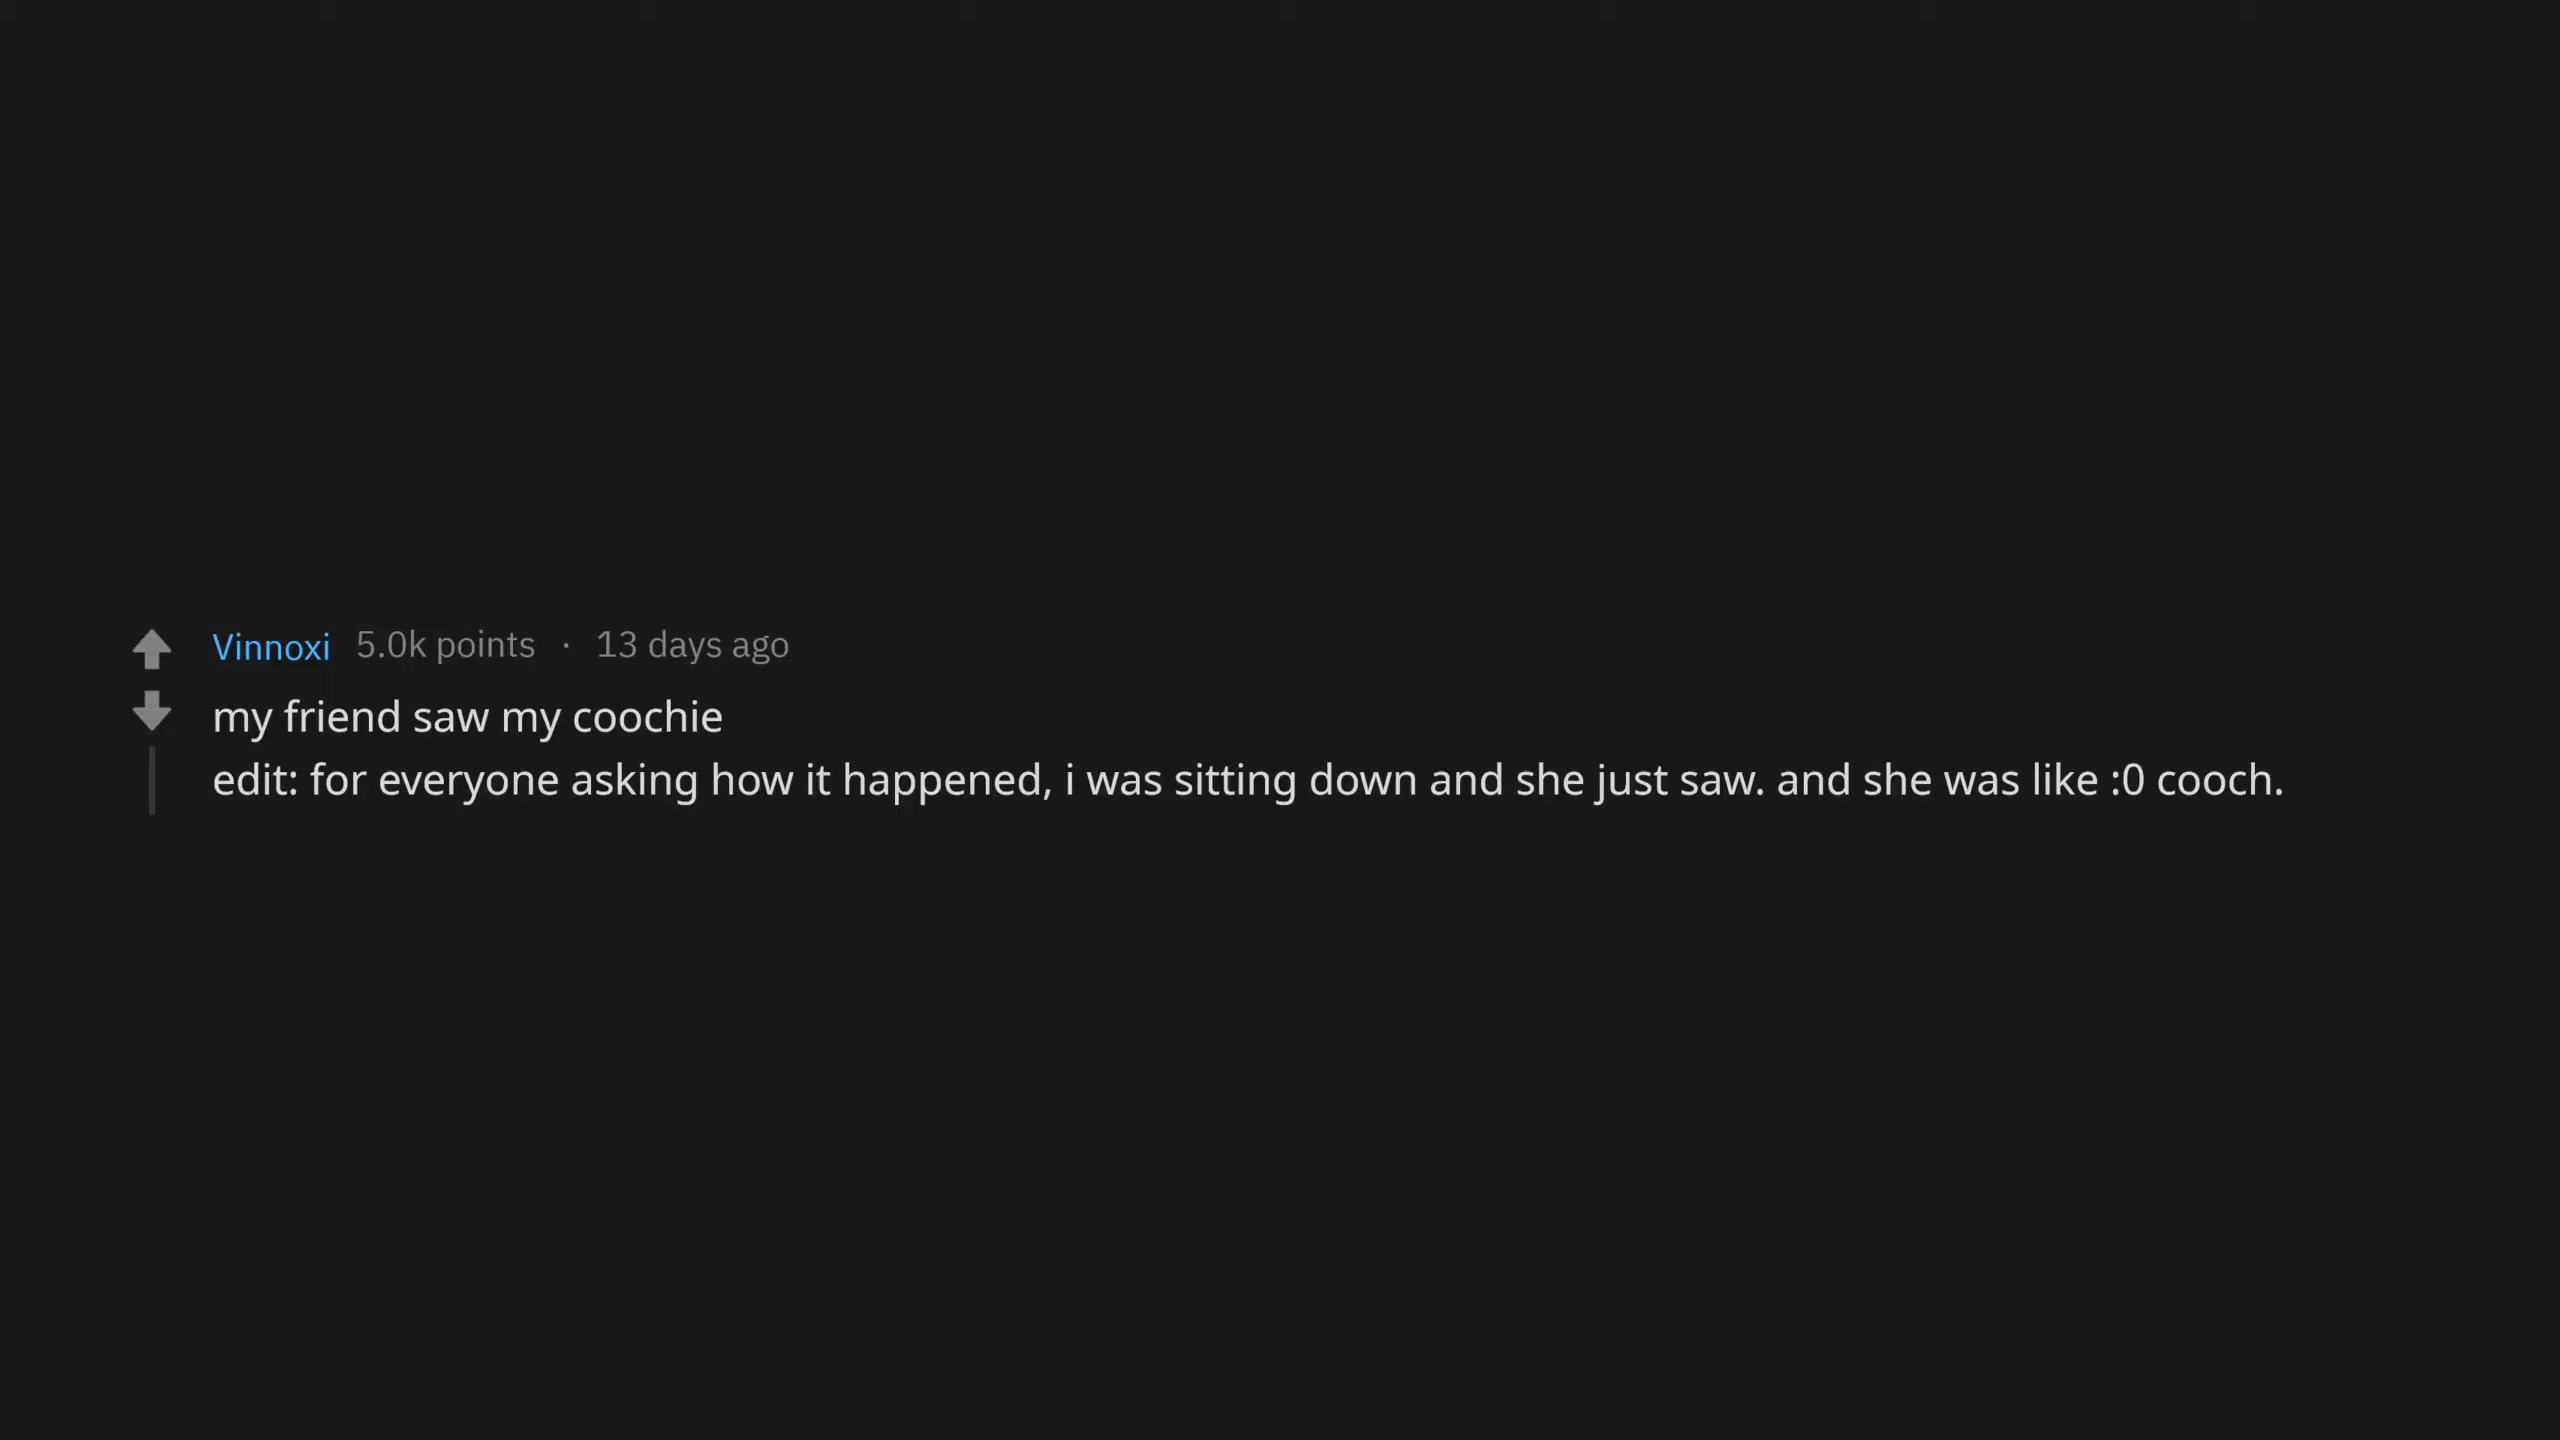 Vinnoxi 5.0k points · 13 days ago
my friend saw my coochie
edit: for everyone asking how it happened, i was sitting down and she just saw. and she was like :0 cooch.